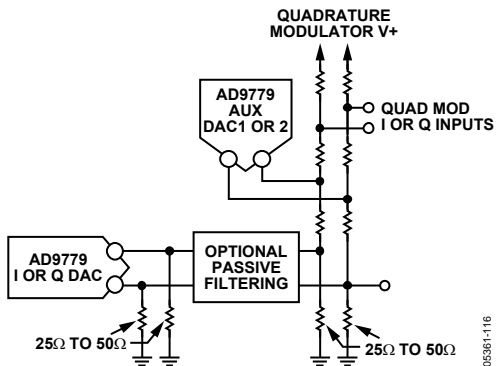 QUADRATURE
MODULATOR V+
AD9779
AUX
DAC1 OR 2
QUAD MOD
I OR Q INPUTS
AD9779
I OR Q DAC
OPTIONAL
PASSIVE
FILTERING
25Ω TO 50Ω
25Ω TO 50Ω
05361-116